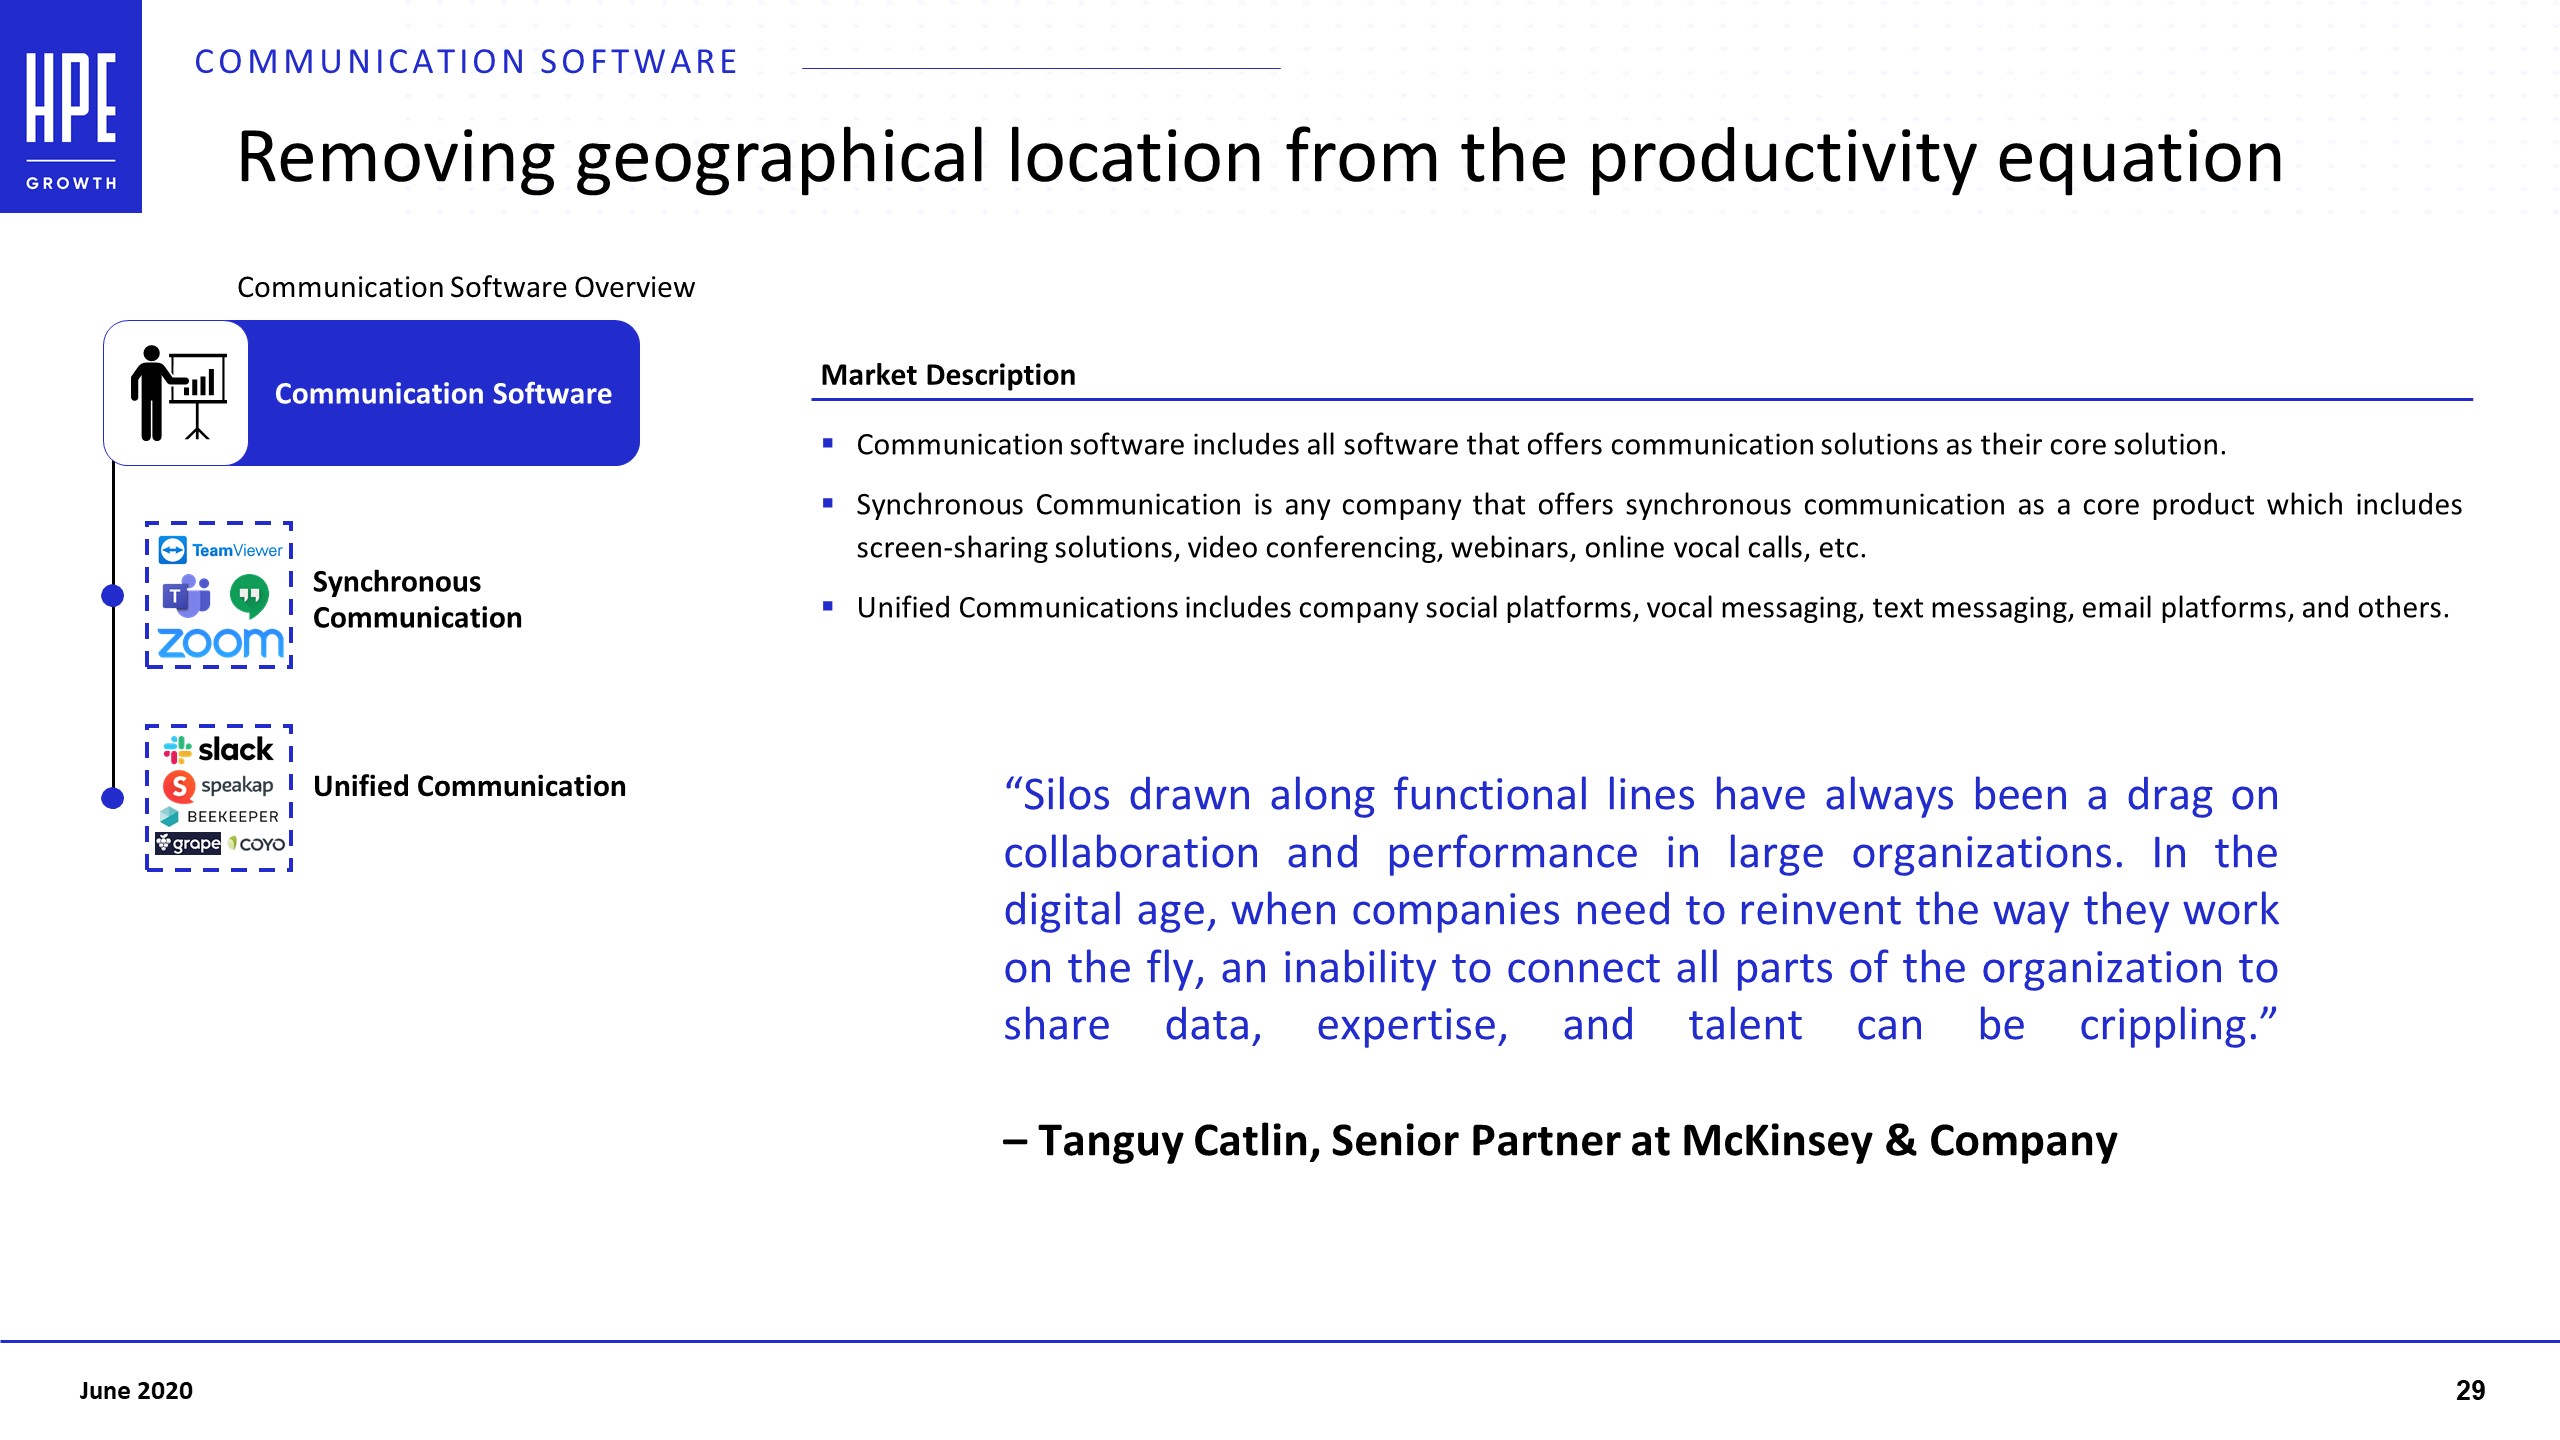 HPE
GROWTH
COMMUNICATION SOFTWARE
Removing geographical location from the productivity equation
Communication Software Overview
Communication Software
TeamViewer
T
zoom
Synchronous
Communication
slack
S speakap
BEEKEEPER
grape COYO
Unified Communication
Market Description
▪ Communication software includes all software that offers communication solutions as their core solution.
▪ Synchronous Communication is any company that offers synchronous communication as a core product which includes
screen-sharing solutions, video conferencing, webinars, online vocal calls, etc.
▪ Unified Communications includes company social platforms, vocal messaging, text messaging, email platforms, and others.
“Silos drawn along functional lines have always been a drag on
collaboration and performance in large organizations. In the
digital age, when companies need to reinvent the way they work
on the fly, an inability to connect all parts of the organization to
share data, expertise, and talent can be crippling.”
– Tanguy Catlin, Senior Partner at McKinsey & Company
June 2020
29